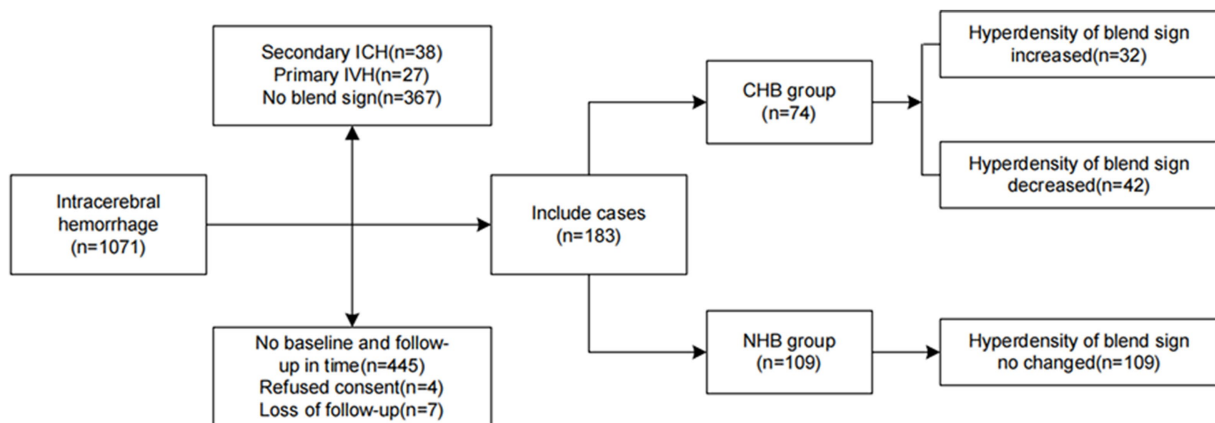 Intracerebral
hemorrhage
(n=1071)
Secondary ICH(n=38)
Primary IVH(n=27)
No blend sign(n=367)
No baseline and follow-
up in time(n=445)
Refused consent(n=4)
Loss of follow-up(n=7)
Include cases
(n=183)
CHB group
(n=74)
Hyperdensity of blend sign
increased(n=32)
Hyperdensity of blend sign
decreased(n=42)
NHB group
(n=109)
Hyperdensity of blend sign
no changed(n=109)